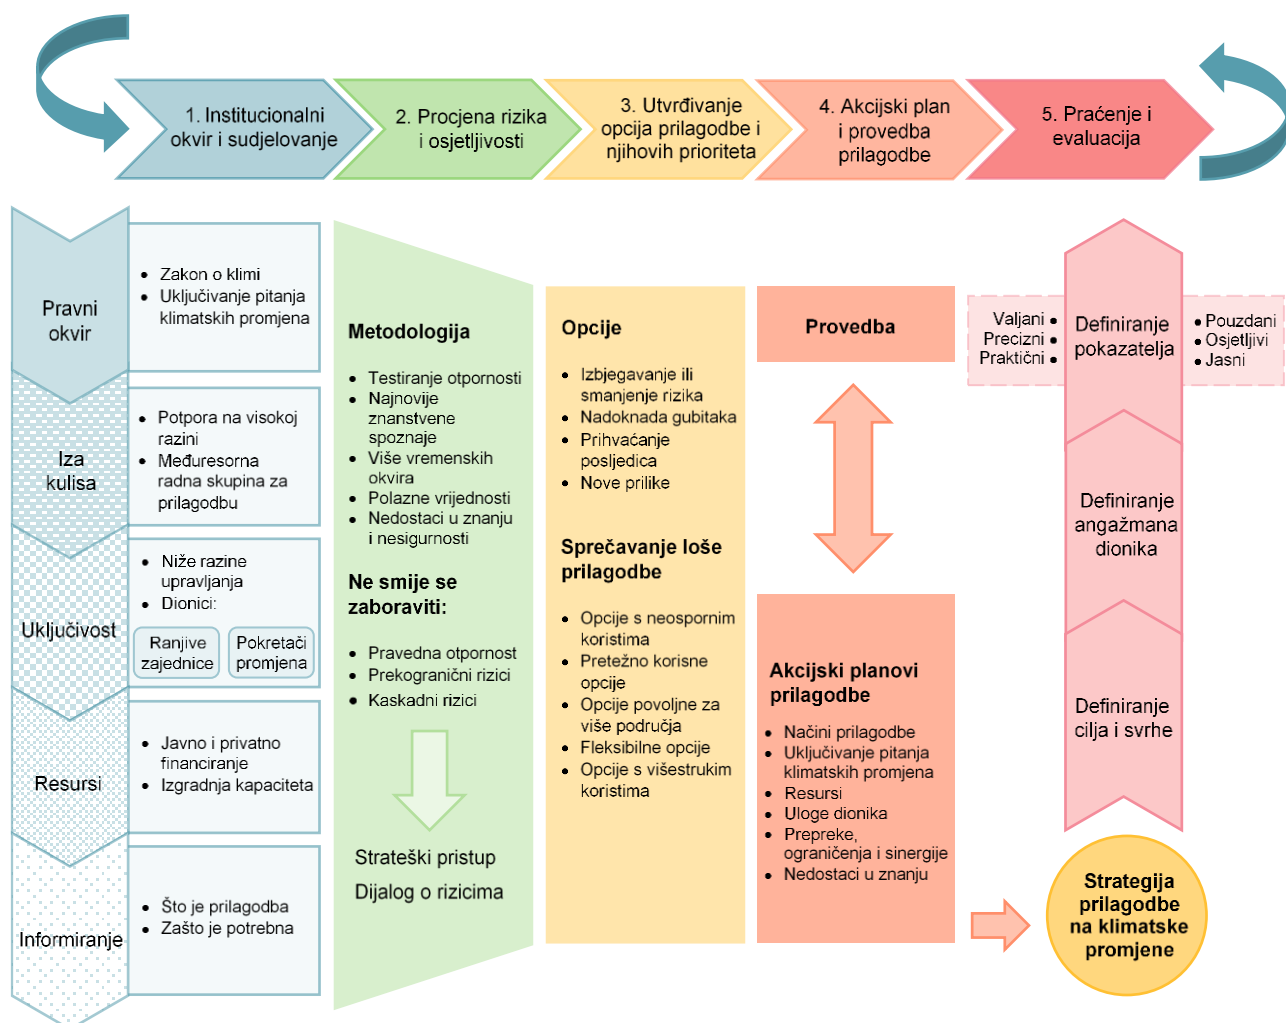 1. Institucionalni
okvir i sudjelovanje
2. Procjena rizika
i osjetljivosti
3. Utvrđivanje
opcija prilagodbe i
njihovih prioriteta
4. Akcijski plan
i provedba
prilagodbe
5. Praćenje i
evaluacija
Pravni
okvir
• Zakon o klimi
• Uključivanje pitanja
klimatskih promjena
Iza
kulisa
• Potpora na visokoj
razini
• Međuresorna
radna skupina za
prilagodbu
Uključivost
• Niže razine
upravljanja
• Dionici:
Ranjive
zajednice
Pokretači
promjena
Resursi
• Javno i privatno
financiranje
• Izgradnja kapaciteta
Informiranje
• Što je prilagodba
• Zašto je potrebna
Metodologija
• Testiranje otpornosti
• Najnovije
znanstvene
spoznaje
• Više vremenskih
okvira
• Polazne vrijednosti
• Nedostaci u znanju
i nesigurnosti
Ne smije se
zaboraviti:
• Pravedna otpornost
• Prekogranični rizici
• Kaskadni rizici
Strateški pristup
Dijalog o rizicima
Opcije
• Izbjegavanje ili
smanjenje rizika
• Nadoknada gubitaka
• Prihvaćanje
posljedica
• Nove prilike
Sprečavanje loše
prilagodbe
• Opcije s neospornim
koristima
• Pretežno korisne
opcije
• Opcije povoljne za
više područja
• Fleksibilne opcije
• Opcije s višestrukim
koristima
Provedba
Akcijski planovi
prilagodbe
• Načini prilagodbe
• Uključivanje pitanja
klimatskih promjena
• Resursi
• Uloge dionika
• Prepreke,
ograničenja i sinergije
• Nedostaci u znanju
Valjani •
Precizni •
Praktični •
Definiranje
pokazatelja
• Pouzdani
• Osjetljivi
• Jasni
Definiranje
angažmana
dionika
Definiranje
cilja i svrhe
Strategija
prilagodbe
na klimatske
promjene